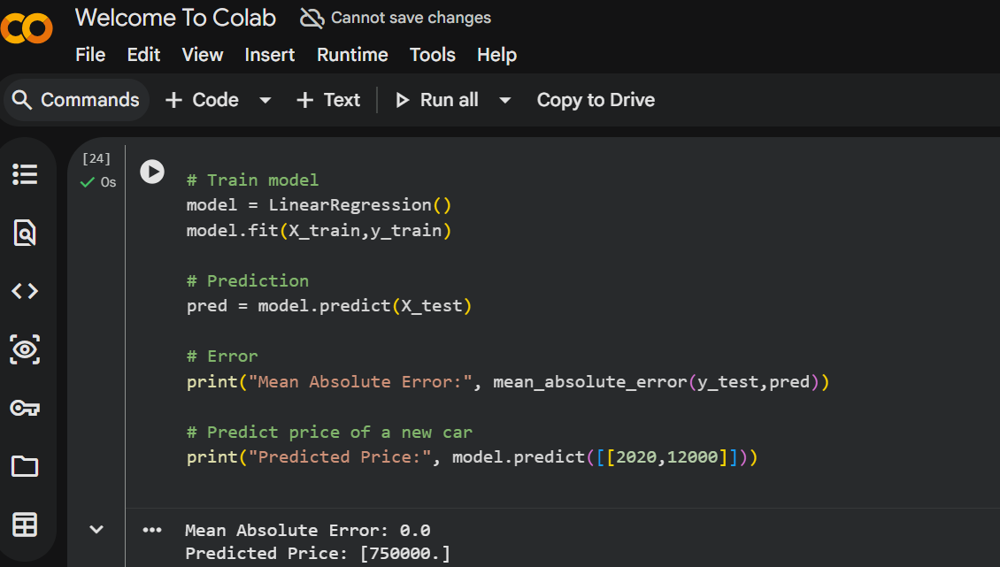 Welcome To Colab Cannot save changes
File Edit View Insert Runtime Tools Help
Commands + Code + Text Run all Copy to Drive
[24]
0s
# Train model
model = LinearRegression()
model.fit(X_train,y_train)
# Prediction
pred = model.predict(X_test)
# Error
print("Mean Absolute Error:", mean_absolute_error(y_test,pred))
# Predict price of a new car
print("Predicted Price:", model.predict([[2020,12000]]))
Mean Absolute Error: 0.0
Predicted Price: [750000.]